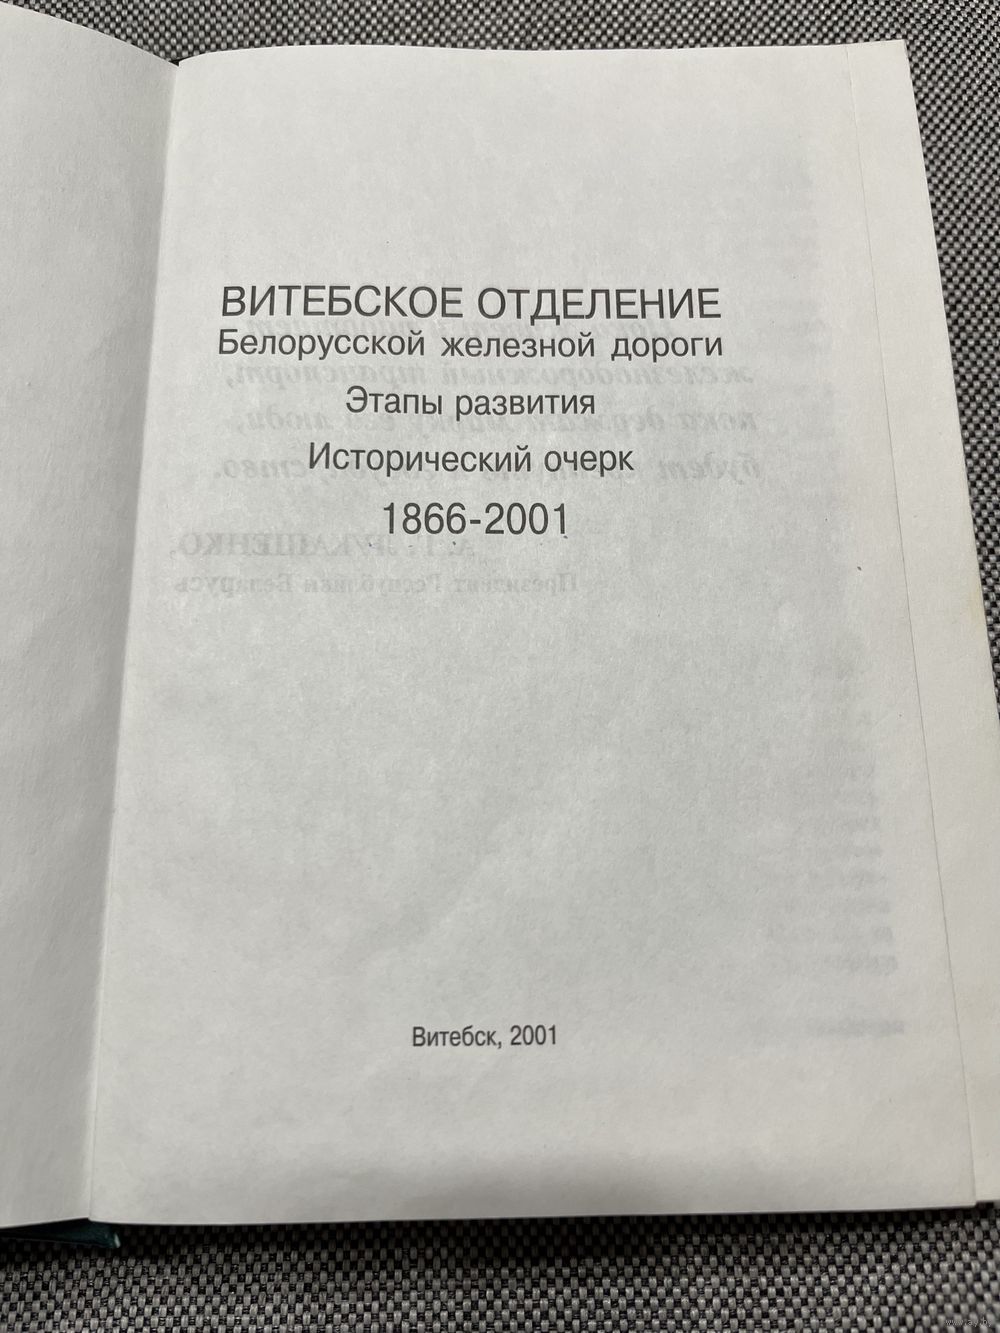 ВИТЕБСКОЕ ОТДЕЛЕНИЕ
Белорусской железной дороги
Этапы развития
Исторический очерк
1866-2001
Витебск, 2001